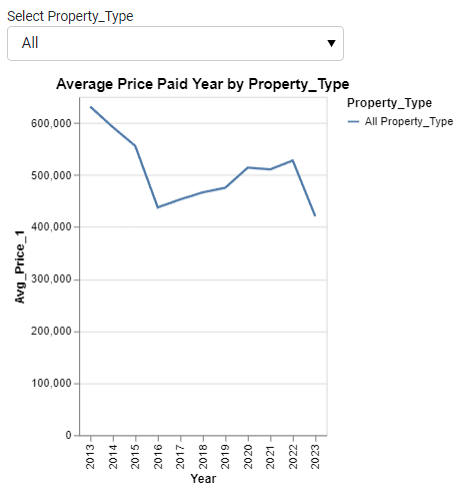 Select Property_Type
All
Average Price Paid Year by Property_Type
Property_Type
All Property_Type
600,000
500,000
400,000
300,000
200,000
100,000
0
Avg_Price_1
2013
2014
2015
2016
2017
2018
2019
2020
2021
2022
2023
Year